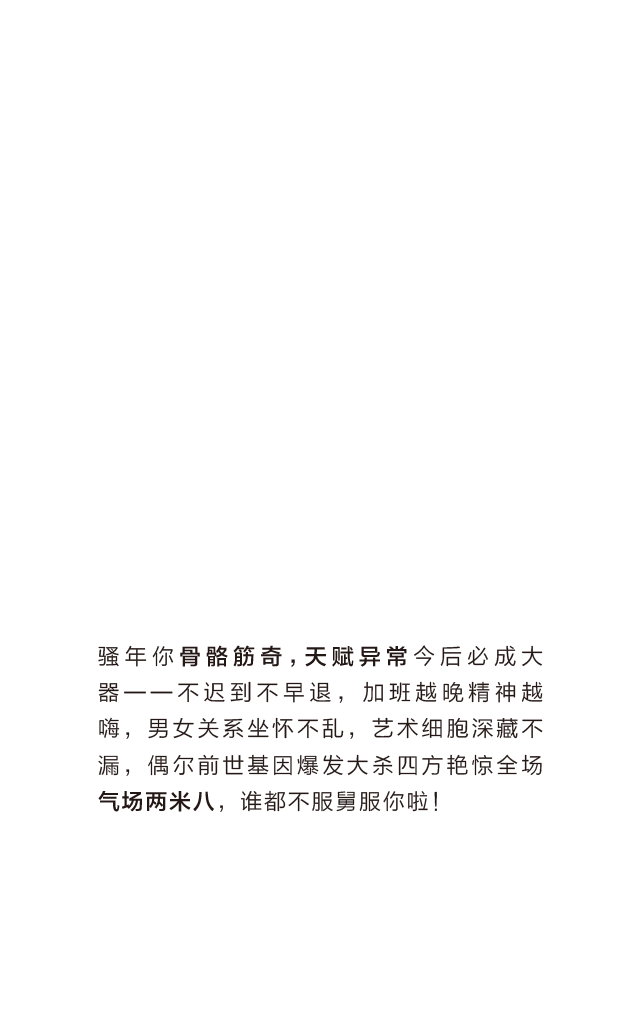 骚年你骨骼筋奇，天赋异常今后必成大
器——不迟到不早退，加班越晚精神越
嗨，男女关系坐怀不乱，艺术细胞深藏不
漏，偶尔前世基因爆发大杀四方艳惊全场
气场两米八，谁都不服舅服你啦！